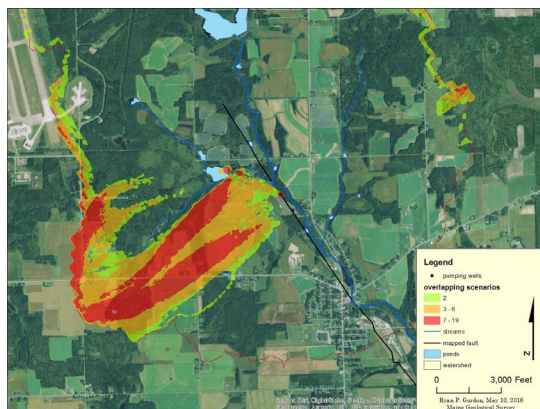 Legend
pumping wells
overlapping scenarios
2
3 - 6
7 - 19
streams
mapped fault
ponds
watershed
N
0
3,000 Feet
Ryan P. Gordon, May 10, 2016
Maine Geological Survey